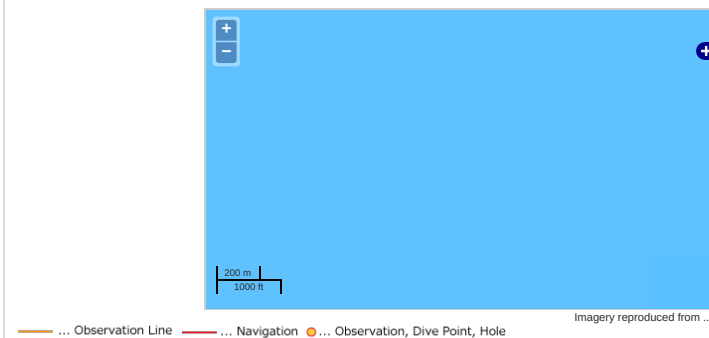 +
−
200 m
1000 ft
Imagery reproduced from ..
... Observation Line ... Navigation ... Observation, Dive Point, Hole